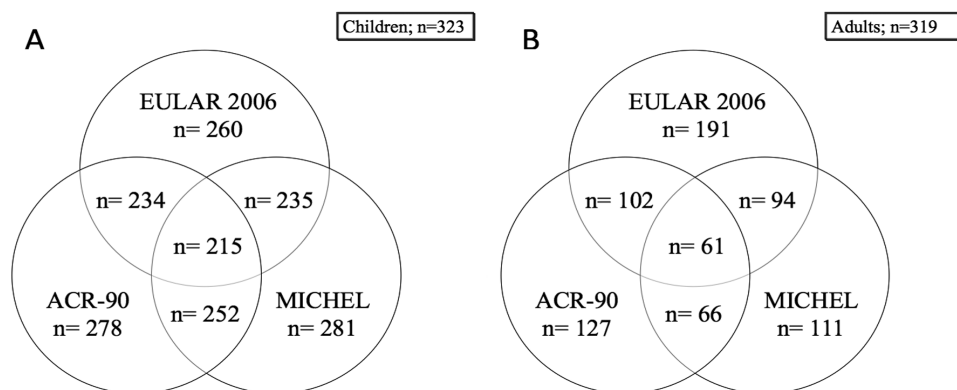 A
Children; n=323
EULAR 2006
n= 260
n= 234
n= 235
n= 215
ACR-90
n= 278
n= 252
MICHEL
n= 281
B
Adults; n=319
EULAR 2006
n= 191
n= 102
n= 94
n= 61
ACR-90
n= 127
n= 66
MICHEL
n= 111